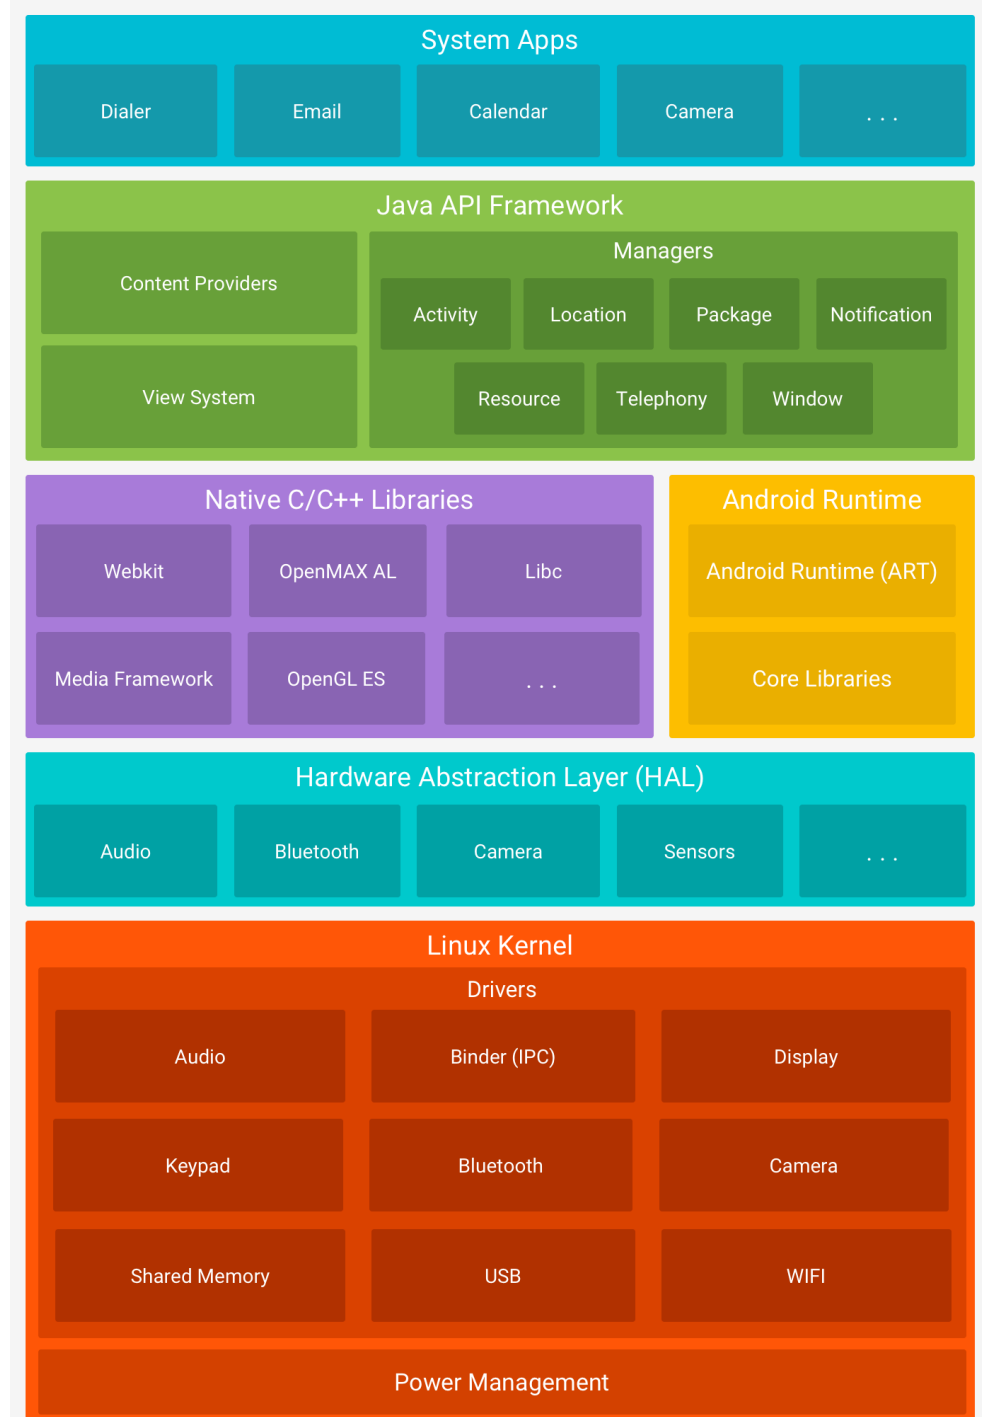 System Apps
Dialer
Email
Calendar
Camera
. . .
Java API Framework
Content Providers
View System
Managers
Activity
Location
Package
Notification
Resource
Telephony
Window
Native C/C++ Libraries
Webkit
OpenMAX AL
Libc
Media Framework
OpenGL ES
. . .
Android Runtime
Android Runtime (ART)
Core Libraries
Hardware Abstraction Layer (HAL)
Audio
Bluetooth
Camera
Sensors
. . .
Linux Kernel
Drivers
Audio
Binder (IPC)
Display
Keypad
Bluetooth
Camera
Shared Memory
USB
WIFI
Power Management